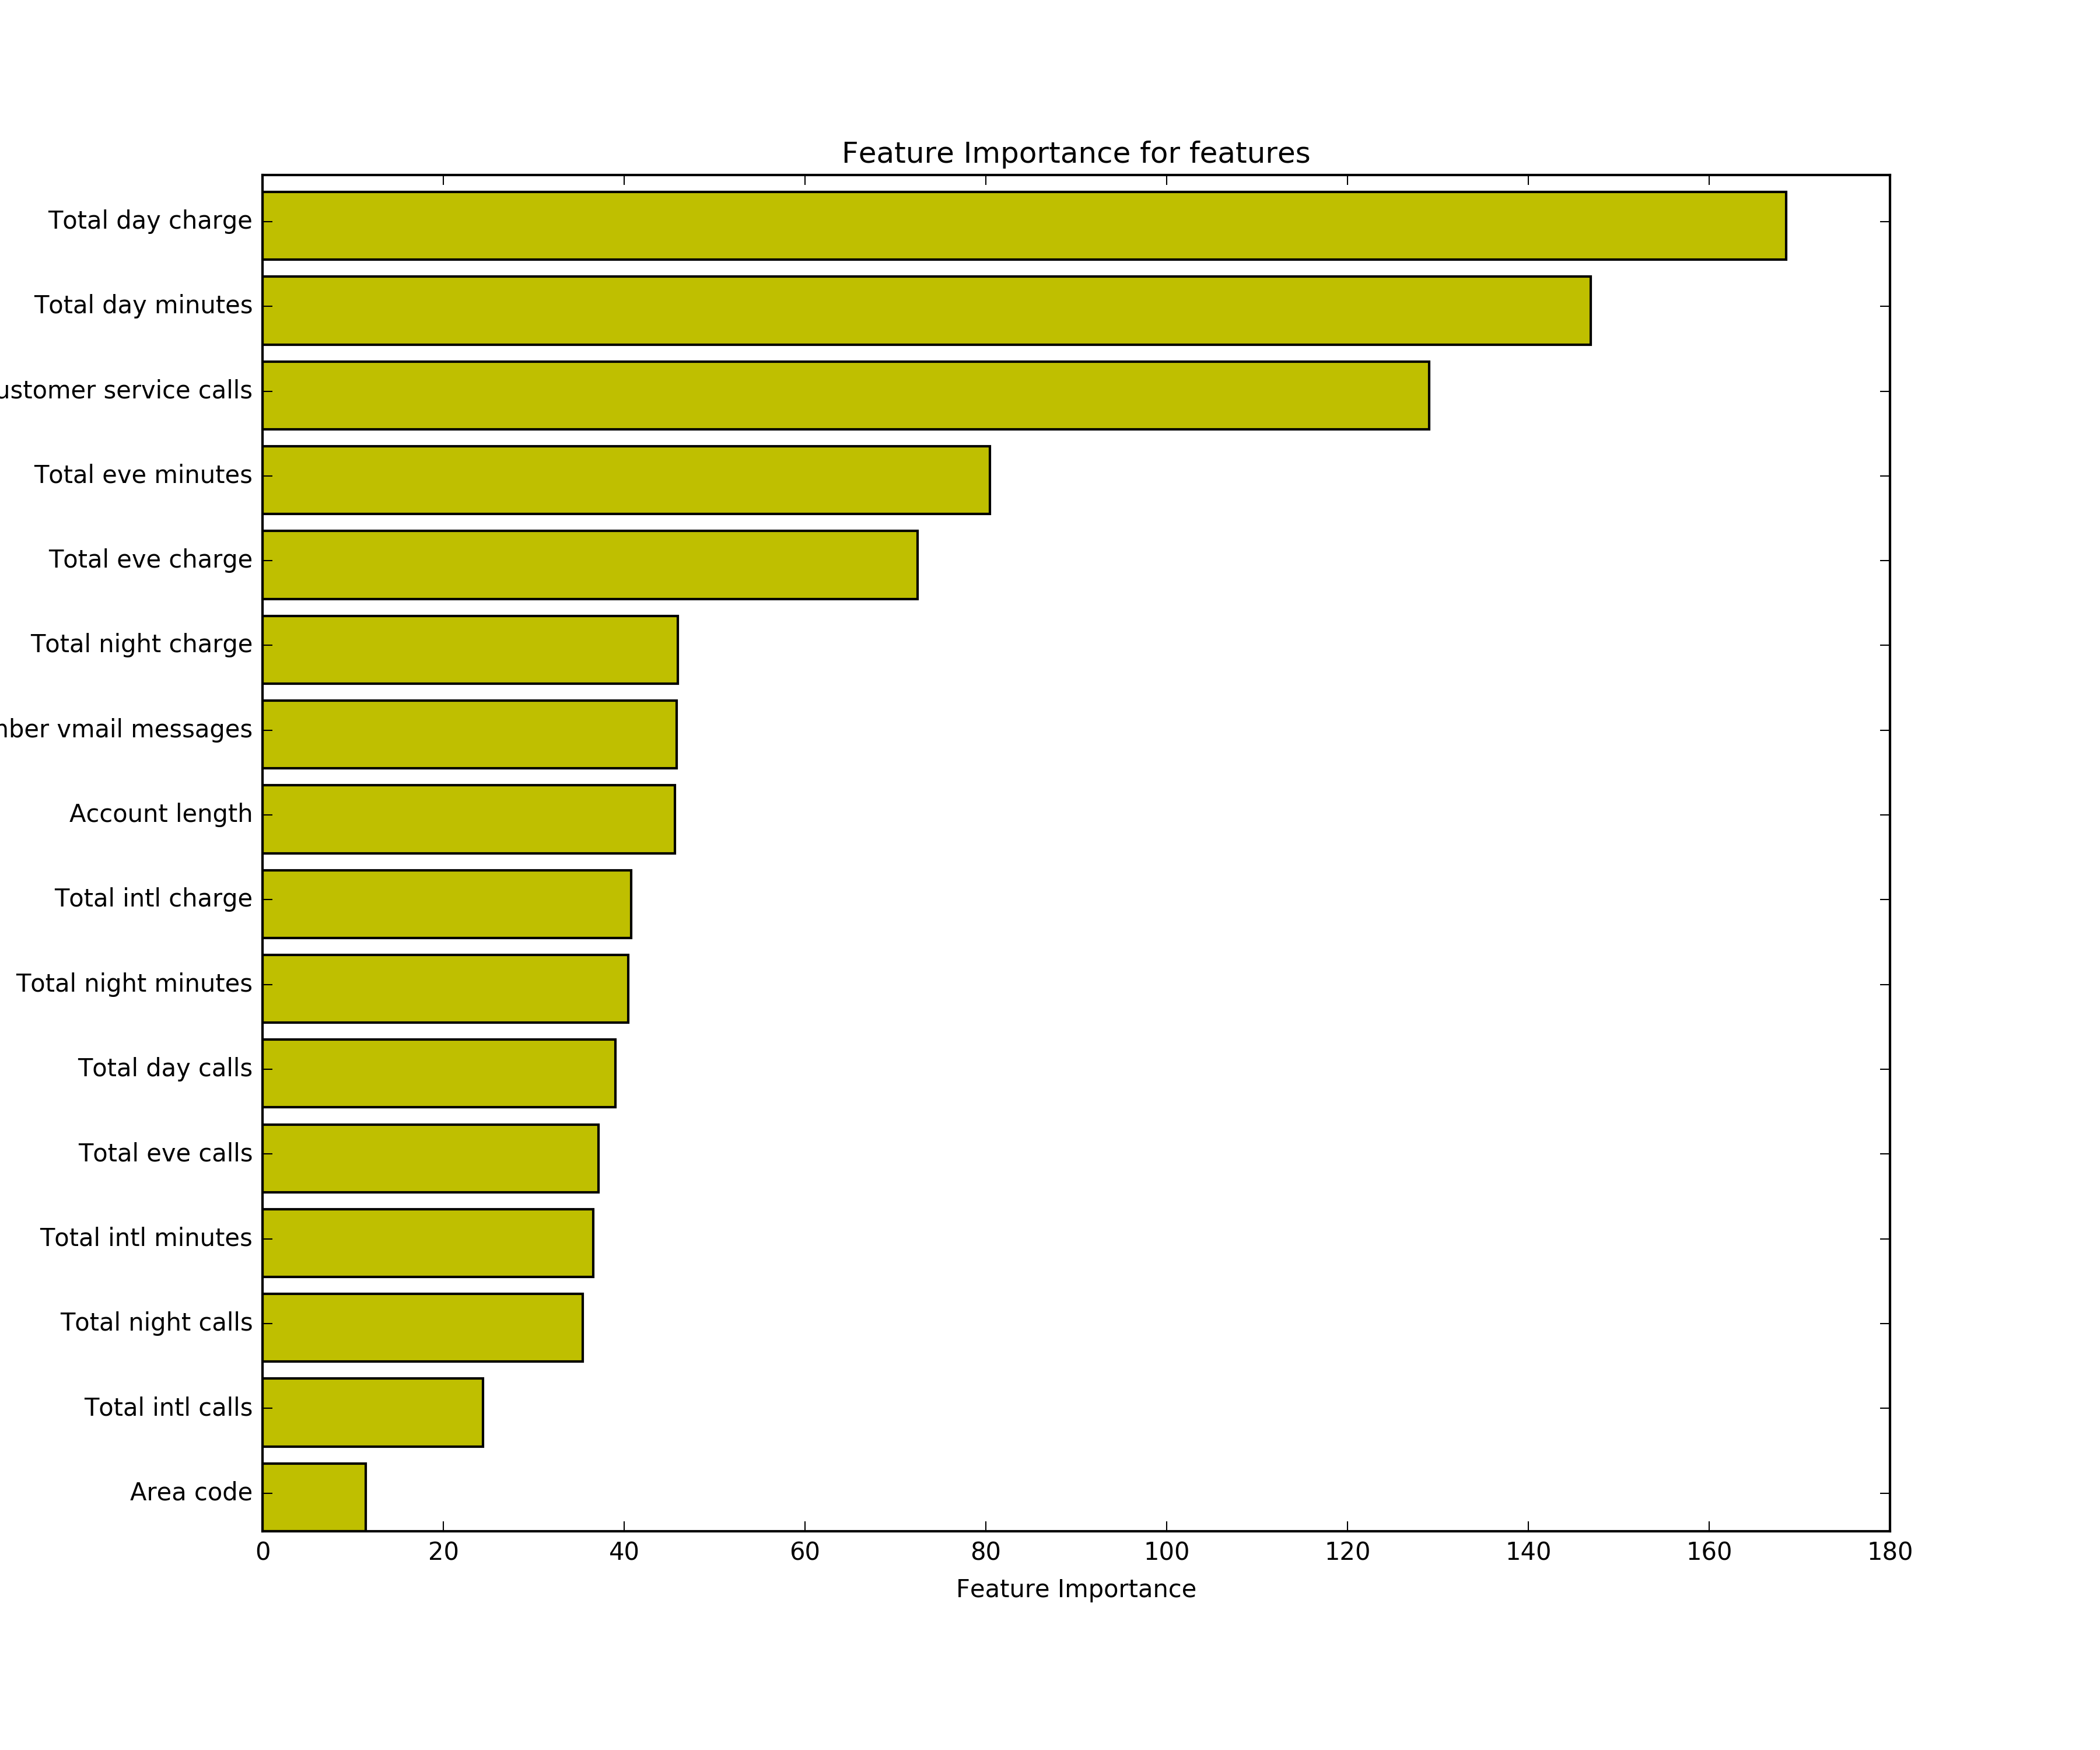 Feature Importance for features
Total day charge
Total day minutes
ustomer service calls
Total eve minutes
Total eve charge
Total night charge
mber vmail messages
Account length
Total intl charge
Total night minutes
Total day calls
Total eve calls
Total intl minutes
Total night calls
Total intl calls
Area code
0 20 40 60 80 100 120 140 160 180
Feature Importance